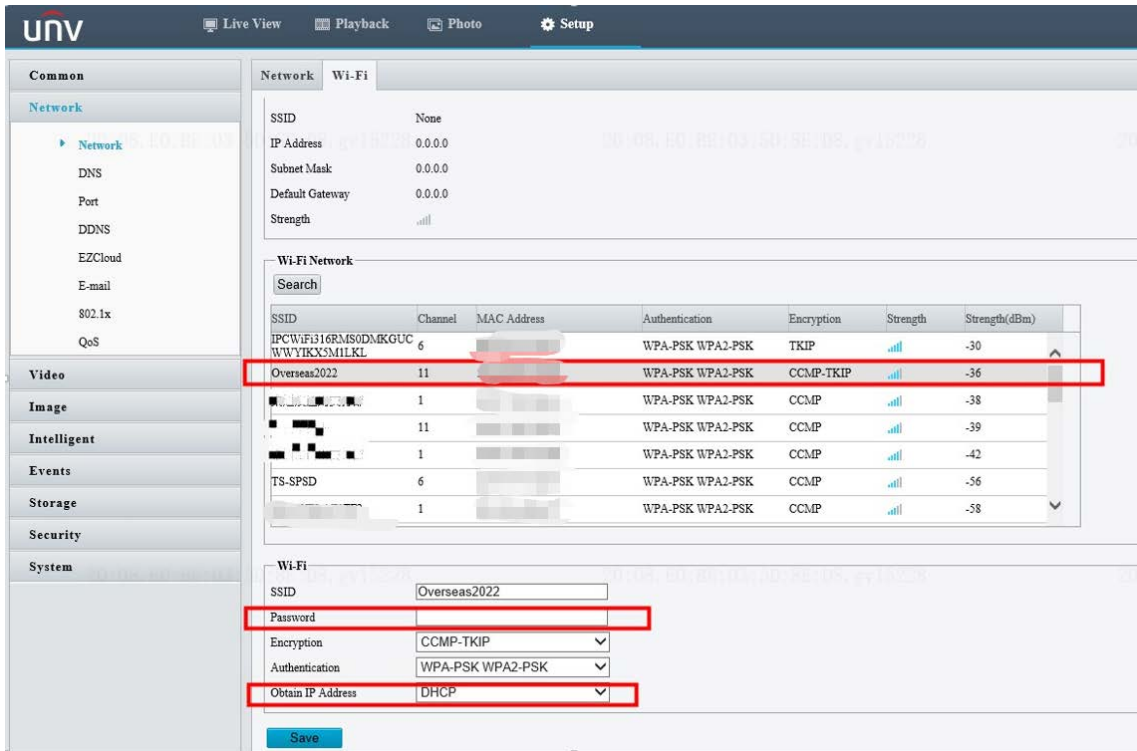 unv Live View Playback Photo Setup
Common
Network
Network
DNS
Port
DDNS
EZCloud
E-mail
802.1x
QoS
Video
Image
Intelligent
Events
Storage
Security
System
Network Wi-Fi
SSID None
IP Address 0.0.0.0
Subnet Mask 0.0.0.0
Default Gateway 0.0.0.0
Strength
Wi-Fi Network
Search
SSID Channel MAC Address Authentication Encryption Strength Strength(dBm)
IPCWiFi316RMS0DMKGUC
WWYIKX5M1LKL 6 WPA-PSK WPA2-PSK TKIP -30
Overseas2022 11 WPA-PSK WPA2-PSK CCMP-TKIP -36
1 WPA-PSK WPA2-PSK CCMP -38
11 WPA-PSK WPA2-PSK CCMP -39
1 WPA-PSK WPA2-PSK CCMP -42
TS-SPSD 6 WPA-PSK WPA2-PSK CCMP -56
1 WPA-PSK WPA2-PSK CCMP -58
Wi-Fi
SSID Overseas2022
Password
Encryption CCMP-TKIP
Authentication WPA-PSK WPA2-PSK
Obtain IP Address DHCP
Save